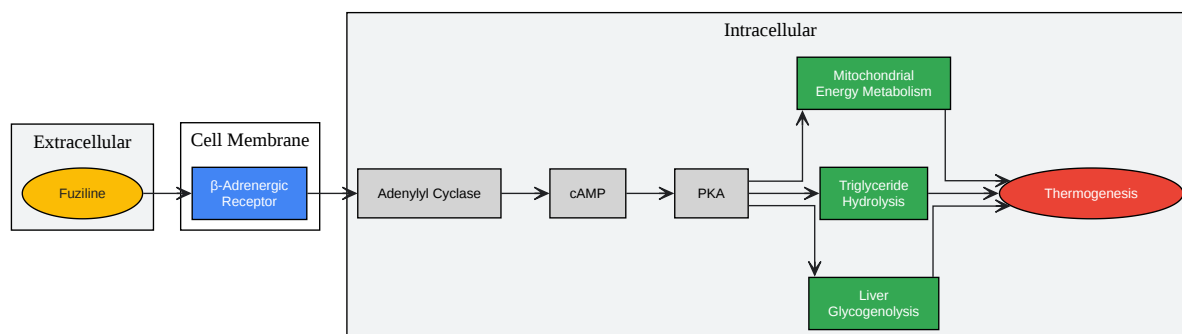 Intracellular
Mitochondrial
Energy Metabolism
Extracellular
Cell Membrane
Fuziline
β-Adrenergic
Receptor
Adenylyl Cyclase
cAMP
PKA
Triglyceride
Hydrolysis
Thermogenesis
Liver
Glycogenolysis